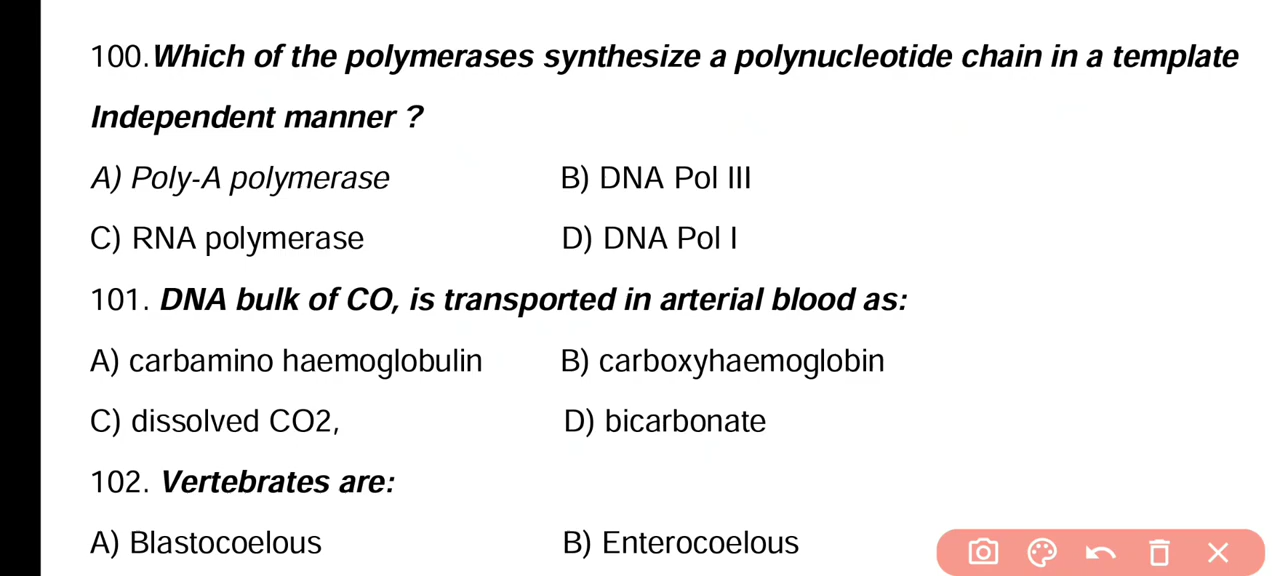 100.Which of the polymerases synthesize a polynucleotide chain in a template
Independent manner ?
A) Poly-A polymerase B) DNA Pol III
C) RNA polymerase D) DNA Pol I
101. DNA bulk of CO, is transported in arterial blood as:
A) carbamino haemoglobulin B) carboxyhaemoglobin
C) dissolved CO2, D) bicarbonate
102. Vertebrates are:
A) Blastocoelous B) Enterocoelous